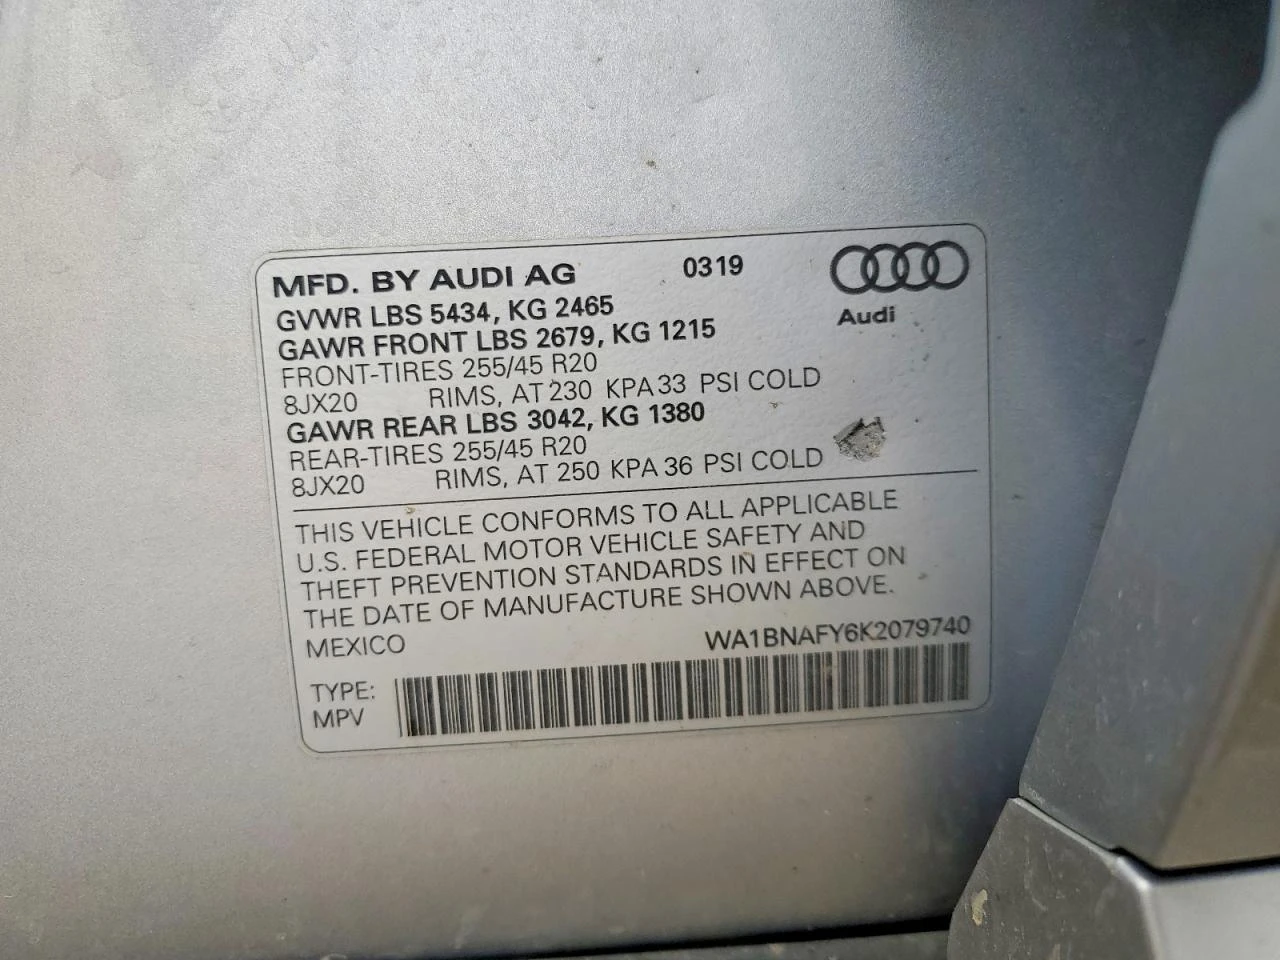 MFD. BY AUDI AG 0319
GVWR LBS 5434, KG 2465
Audi
GAWR FRONT LBS 2679, KG 1215
FRONT-TIRES 255/45 R20
8JX20 RIMS, AT 230 KPA 33 PSI COLD
GAWR REAR LBS 3042, KG 1380
REAR-TIRES 255/45 R20
8JX20 RIMS, AT 250 KPA 36 PSI COLD
THIS VEHICLE CONFORMS TO ALL APPLICABLE
U.S. FEDERAL MOTOR VEHICLE SAFETY AND
THEFT PREVENTION STANDARDS IN EFFECT ON
THE DATE OF MANUFACTURE SHOWN ABOVE.
MEXICO WA1BNAFY6K2079740
TYPE:
MPV